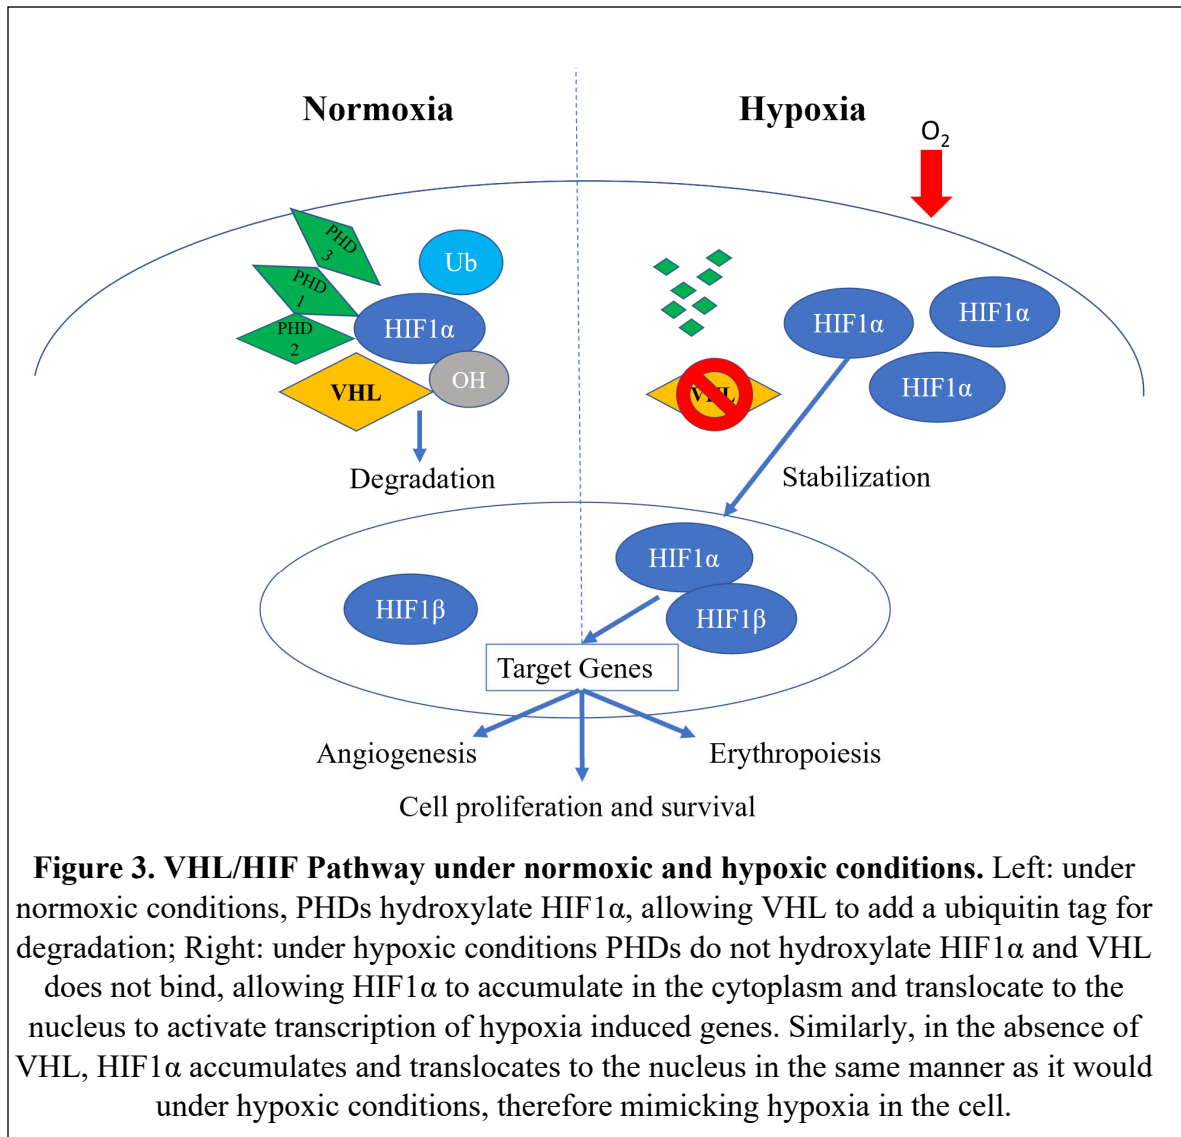 Normoxia
Hypoxia
O₂
PHD
3
PHD
1
PHD
2
Ub
HIF1α
OH
VHL
Degradation
HIF1α
HIF1α
HIF1α
VHL
Stabilization
HIF1α
HIF1β
HIF1β
Target Genes
Angiogenesis
Erythropoiesis
Cell proliferation and survival
Figure 3. VHL/HIF Pathway under normoxic and hypoxic conditions. Left: under
normoxic conditions, PHDs hydroxylate HIF1α, allowing VHL to add a ubiquitin tag for
degradation; Right: under hypoxic conditions PHDs do not hydroxylate HIF1α and VHL
does not bind, allowing HIF1α to accumulate in the cytoplasm and translocate to the
nucleus to activate transcription of hypoxia induced genes. Similarly, in the absence of
VHL, HIF1α accumulates and translocates to the nucleus in the same manner as it would
under hypoxic conditions, therefore mimicking hypoxia in the cell.